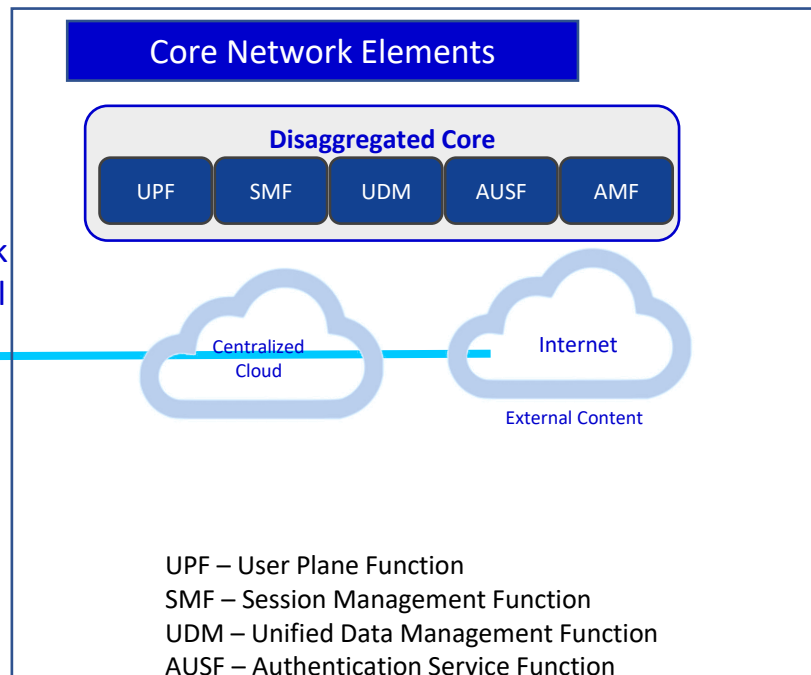 Core Network Elements
Disaggregated Core
UPF SMF UDM AUSF AMF
Centralized
Cloud
Internet
External Content
UPF – User Plane Function
SMF – Session Management Function
UDM – Unified Data Management Function
AUSF – Authentication Service Function